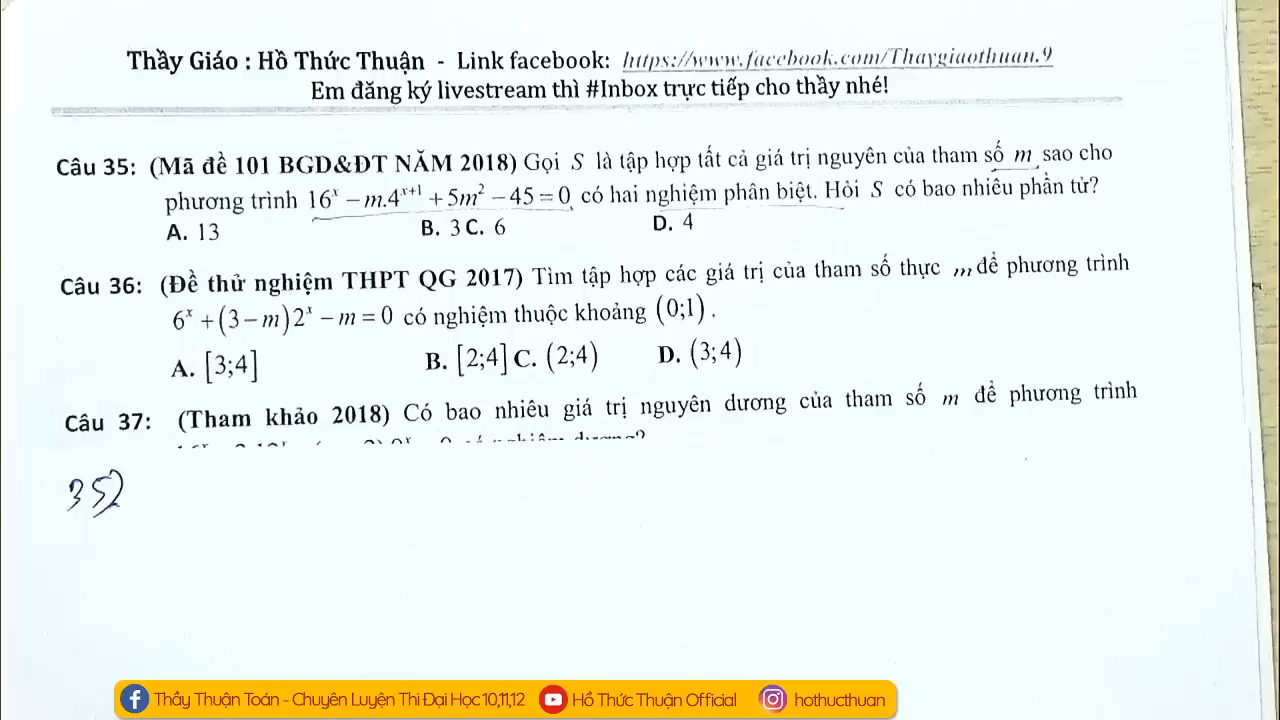 Thầy Giáo : Hồ Thức Thuận - Link facebook: https://www.facebook.com/Thaygiaothuan.9
Em đăng ký livestream thì #Inbox trực tiếp cho thầy nhé!
Câu 35: (Mã đề 101 BGD&ĐT NĂM 2018) Gọi S là tập hợp tất cả giá trị nguyên của tham số m sao cho
phương trình 16ˣ − m.4ˣ⁺¹ + 5m² − 45 = 0 có hai nghiệm phân biệt. Hỏi S có bao nhiêu phần tử?
A. 13 B. 3 C. 6 D. 4
Câu 36: (Đề thử nghiệm THPT QG 2017) Tìm tập hợp các giá trị của tham số thực m để phương trình
6ˣ + (3 − m)2ˣ − m = 0 có nghiệm thuộc khoảng (0;1).
A. [3;4] B. [2;4] C. (2;4) D. (3;4)
Câu 37: (Tham khảo 2018) Có bao nhiêu giá trị nguyên dương của tham số m để phương trình
35)
Thầy Thuận Toán - Chuyên Luyện Thi Đại Học 10,11,12 Hồ Thức Thuận Official hothucthuan